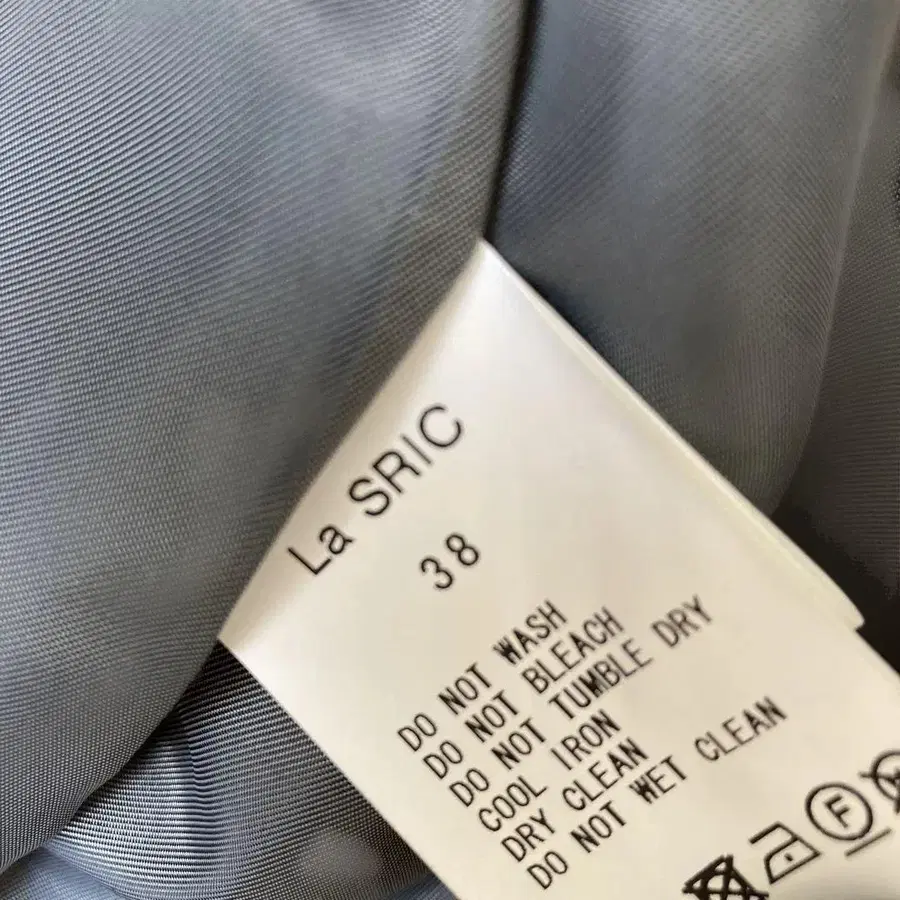 La SRIC
38
DO NOT WASH
DO NOT BLEACH
DO NOT TUMBLE DRY
COOL IRON
DRY CLEAN
DO NOT WET CLEAN
F